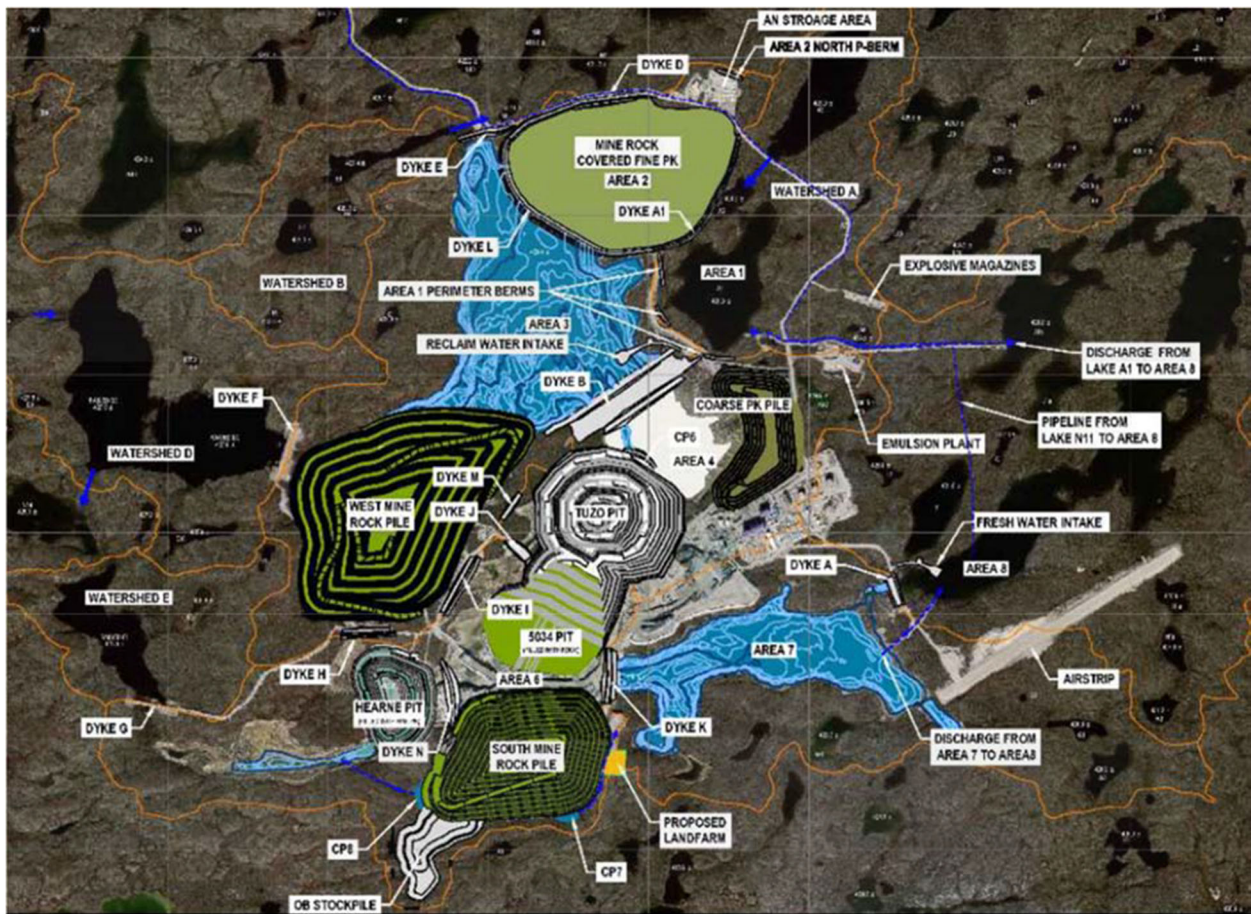 AN STROAGE AREA
AREA 2 NORTH P-BERM
DYKE D
MINE ROCK
COVERED FINE PK
AREA 2
DYKE E
WATERSHED A
DYKE A1
DYKE L
AREA 1
EXPLOSIVE MAGAZINES
WATERSHED B
AREA 1 PERIMETER BERMS
AREA 3
RECLAIM WATER INTAKE
DISCHARGE FROM
LAKE A1 TO AREA 8
DYKE B
DYKE F
COARSE PK PILE
PIPELINE FROM
LAKE N11 TO AREA 8
EMULSION PLANT
CP6
AREA 4
WATERSHED D
DYKE M
WEST MINE
ROCK PILE
DYKE J
TUZO PIT
FRESH WATER INTAKE
DYKE A
AREA 8
WATERSHED E
DYKE I
5034 PIT
AREA 7
DYKE H
AREA 6
AIRSTRIP
HEARNE PIT
DYKE G
DYKE K
DYKE N
SOUTH MINE
ROCK PILE
DISCHARGE FROM
AREA 7 TO AREA8
PROPOSED
LANDFARM
CP8
CP7
OB STOCKPILE